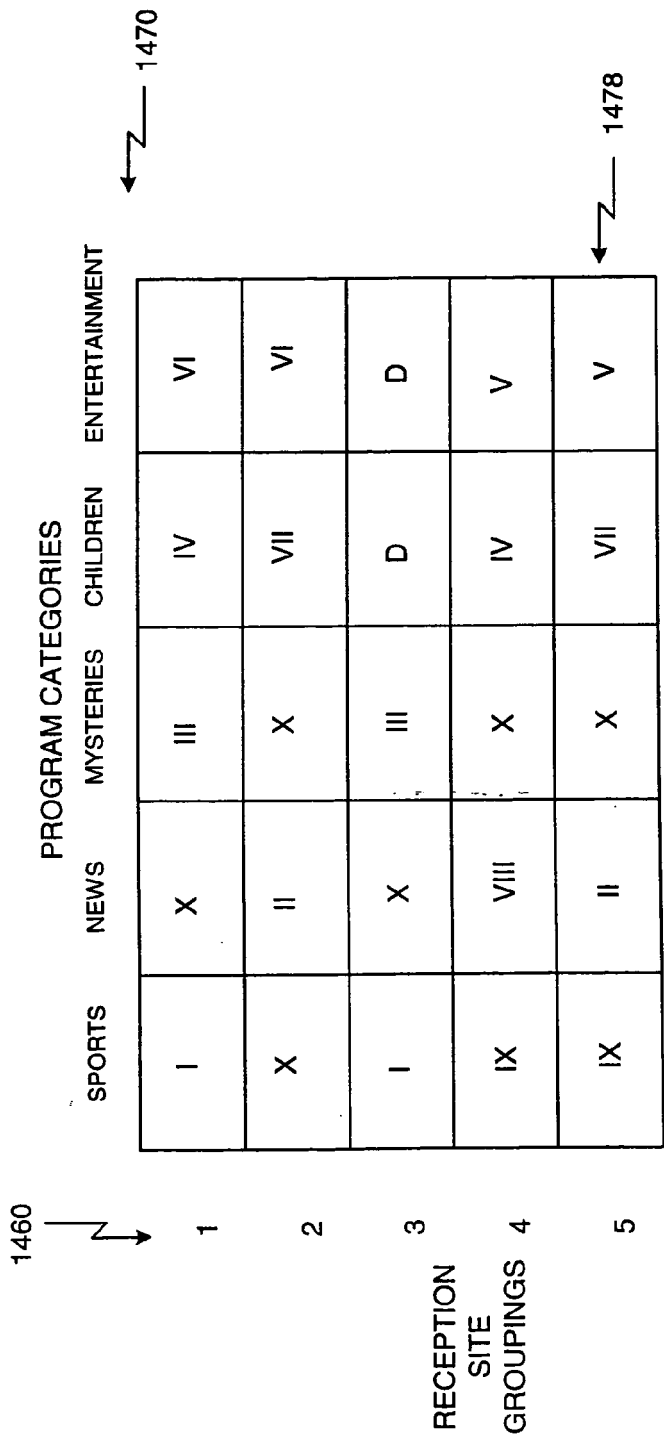 PROGRAM CATEGORIES
1460
1470
SPORTS NEWS MYSTERIES CHILDREN ENTERTAINMENT
1 I X III IV VI
2 X II X VII VI
3 I X III D D
4 IX VIII X IV V
5 IX II X VII V
1478
RECEPTION
SITE
GROUPINGS